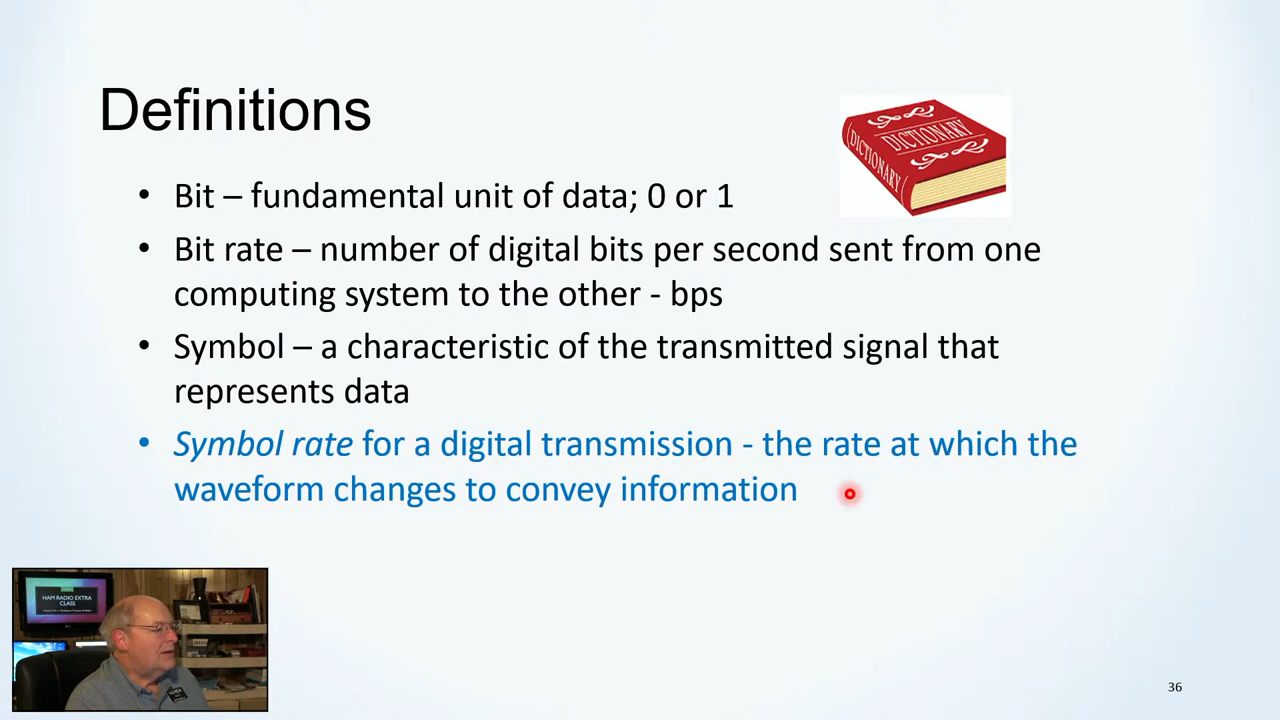 Definitions
DICTIONARY
DICTIONARY
• Bit – fundamental unit of data; 0 or 1
• Bit rate – number of digital bits per second sent from one
computing system to the other - bps
• Symbol – a characteristic of the transmitted signal that
represents data
• Symbol rate for a digital transmission - the rate at which the
waveform changes to convey information
HAM RADIO EXTRA
CLASS
36